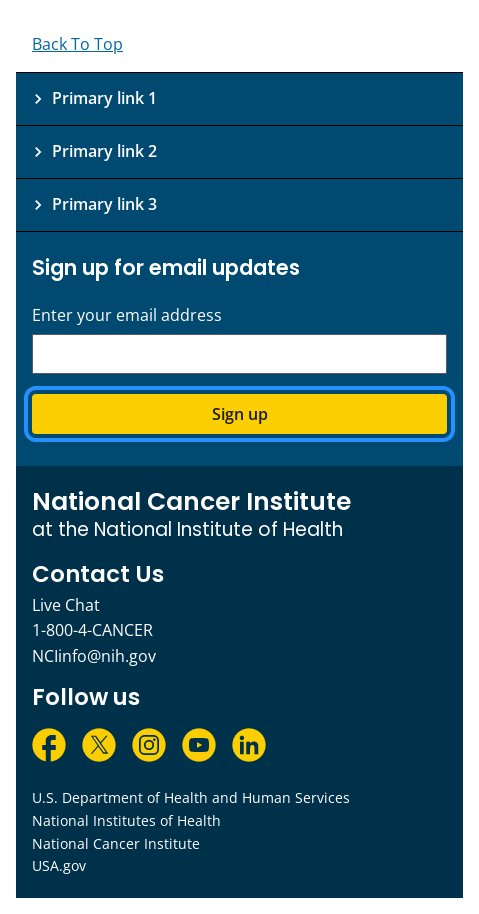 Back To Top
Primary link 1
Primary link 2
Primary link 3
Sign up for email updates
Enter your email address
Sign up
National Cancer Institute
at the National Institute of Health
Contact Us
Live Chat
1-800-4-CANCER
NCIinfo@nih.gov
Follow us
U.S. Department of Health and Human Services
National Institutes of Health
National Cancer Institute
USA.gov